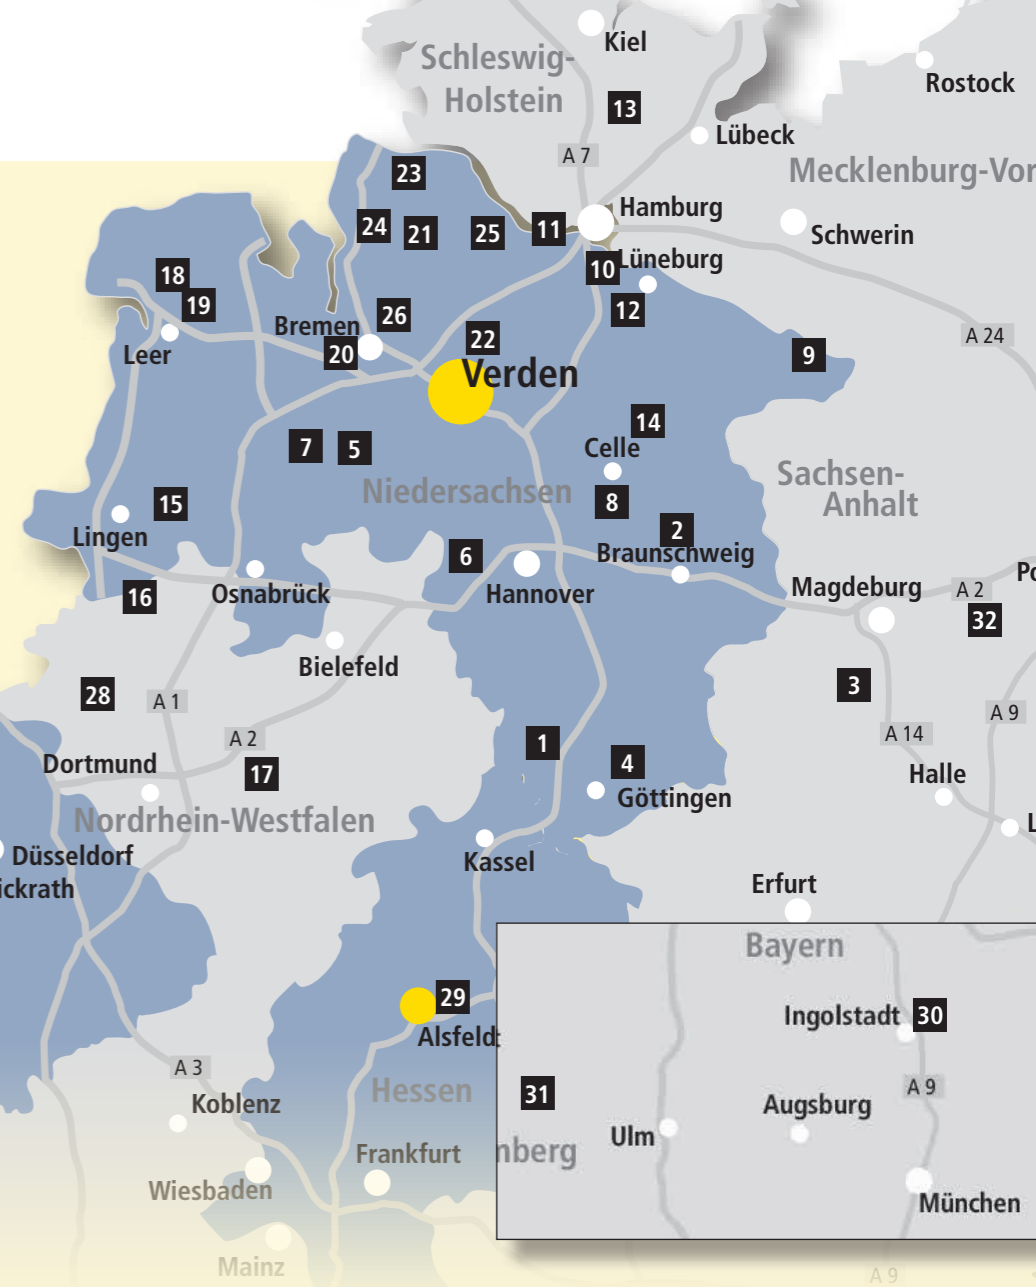 Kiel
Schleswig-
Holstein
Rostock
13
Lübeck
A 7
Mecklenburg-Vor
23
Hamburg
24
21
25
11
Schwerin
10
Lüneburg
18
19
12
Bremen
26
22
A 24
Leer
20
9
Verden
14
7
5
Celle
Niedersachsen
Sachsen-
Anhalt
15
8
Lingen
2
6
Braunschweig
16
Osnabrück
Hannover
Magdeburg
A 2
Po
32
Bielefeld
28
A 1
3
A 9
A 2
1
A 14
Dortmund
17
4
Halle
Göttingen
Nordrhein-Westfalen
L
Düsseldorf
Kassel
ickrath
Erfurt
Bayern
29
Ingolstadt
30
Alsfeld
A 3
Hessen
31
A 9
Koblenz
Augsburg
Ulm
Frankfurt
nberg
Wiesbaden
München
Mainz
A 9